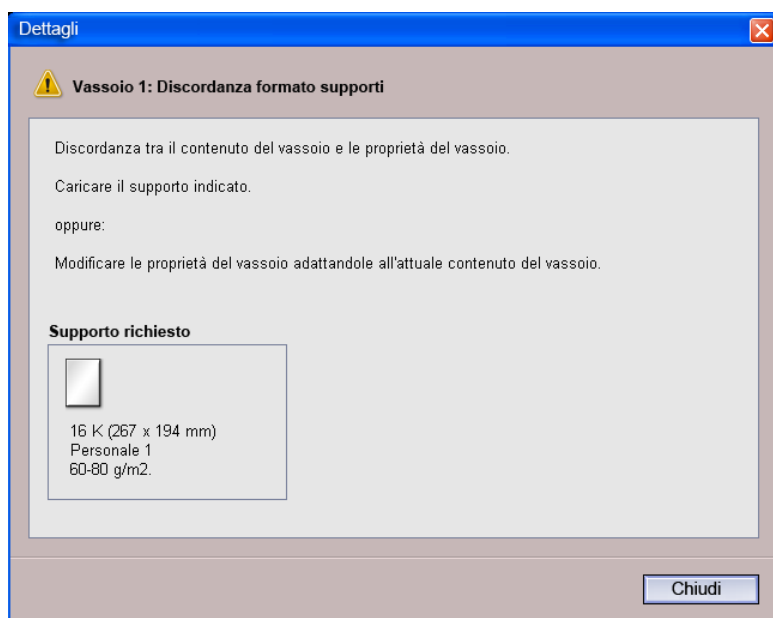 Dettagli
Vassoio 1: Discordanza formato supporti
Discordanza tra il contenuto del vassoio e le proprietà del vassoio.
Caricare il supporto indicato.
oppure:
Modificare le proprietà del vassoio adattandole all'attuale contenuto del vassoio.
Supporto richiesto
16 K (267 x 194 mm)
Personale 1
60-80 g/m2.
Chiudi